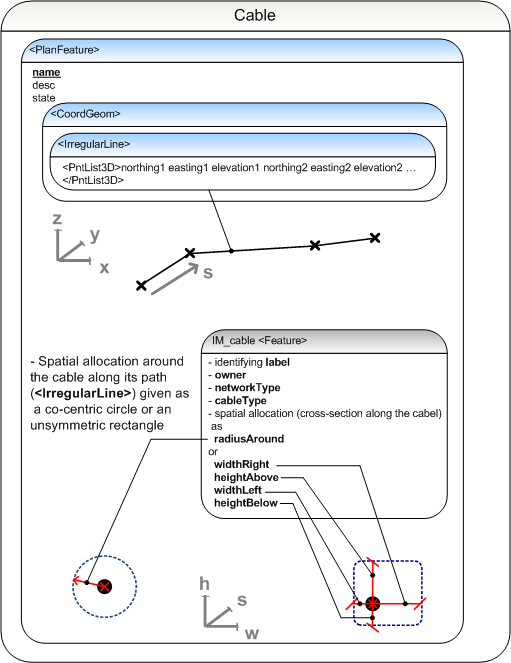 Cable
<PlanFeature>
name
desc
state
<CoordGeom>
<IrregularLine>
<PntList3D>northing1 easting1 elevation1 northing2 easting2 elevation2 ...
</PntList3D>
z
y
x
s
- Spatial allocation around
the cable along its path
(<IrregularLine>) given as
a co-centric circle or an
unsymmetric rectangle
IM_cable <Feature>
- identifying label
- owner
- networkType
- cableType
- spatial allocation (cross-section along the cabel)
as
radiusAround
or
widthRight
heightAbove
widthLeft
heightBelow
h
s
w